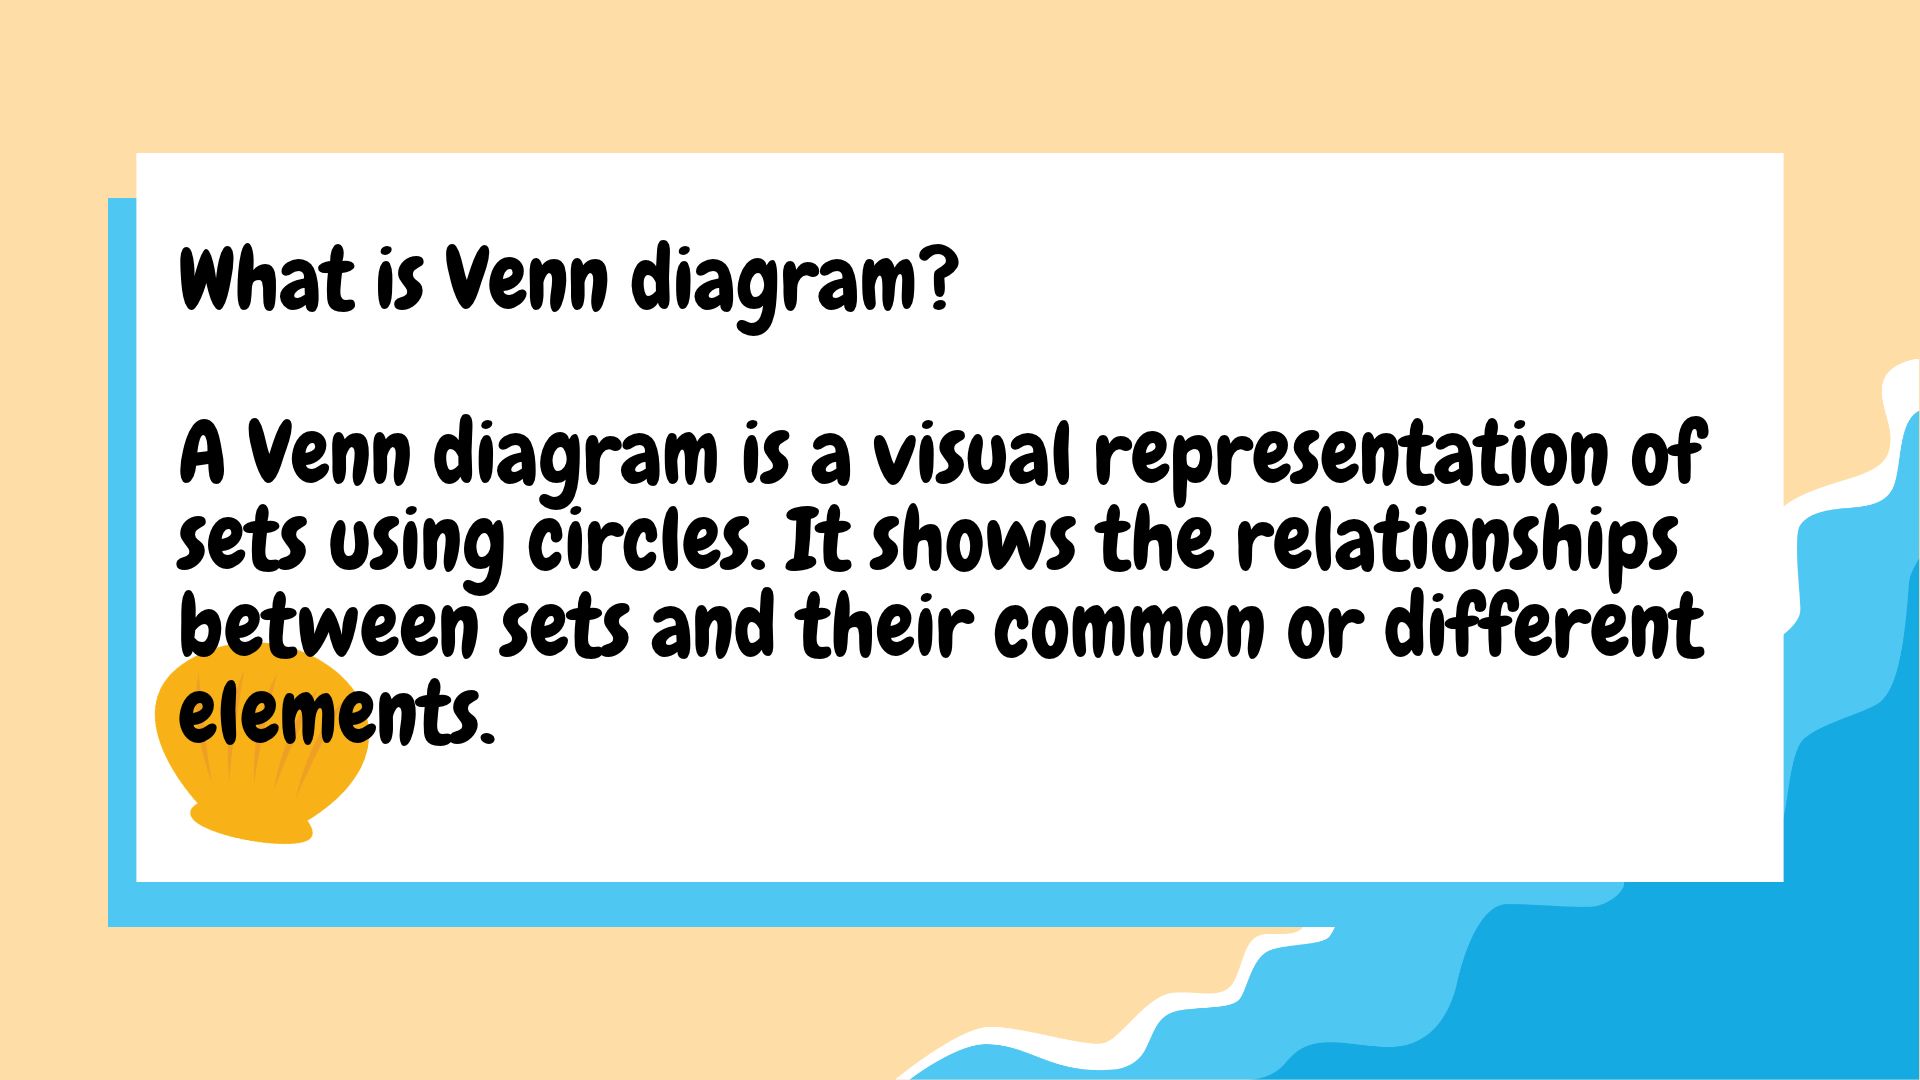 What is Venn diagram?
A Venn diagram is a visual representation of
sets using circles. It shows the relationships
between sets and their common or different
elements.